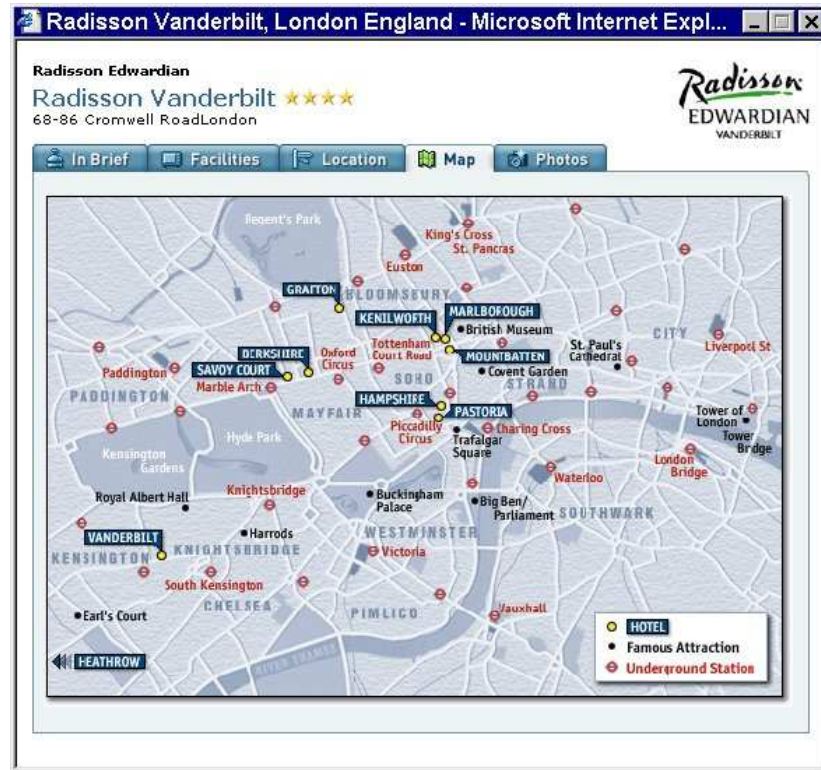 Radisson Vanderbilt, London England - Microsoft Internet Expl...
Radisson Edwardian
Radisson Vanderbilt
68-86 Cromwell RoadLondon
Radisson
EDWARDIAN
VANDERBILT
In Brief
Facilities
Location
Map
Photos
Regent's Park
King's Cross
St. Pancras
Euston
GRAFTON
BLOOMSBURY
MARLBOROUGH
KENILWORTH
British Museum
CITY
Tottenham
Court Road
MOUNTBATTEN
St. Paul's
Cathedral
Liverpool St
BERKSHIRE
Oxford
Circus
SAVOY COURT
Paddington
Marble Arch
SOHO
Covent Garden
STRAND
PADDINGTON
HAMPSHIRE
MAYFAIR
PASTORIA
Piccadilly
Circus
Charing Cross
Trafalgar
Square
Tower of
London
Tower
Bridge
Hyde Park
Kensington
Gardens
London
Bridge
Waterloo
Royal Albert Hall
Knightsbridge
Buckingham
Palace
Big Ben/
Parliament
SOUTHWARK
Harrods
WESTMINSTER
VANDERBILT
KENSINGTON
KNIGHTSBRIDGE
Victoria
South Kensington
CHELSEA
PIMLICO
Vauxhall
Earl's Court
HEATHROW
RIVER THAMES
HOTEL
Famous Attraction
Underground Station